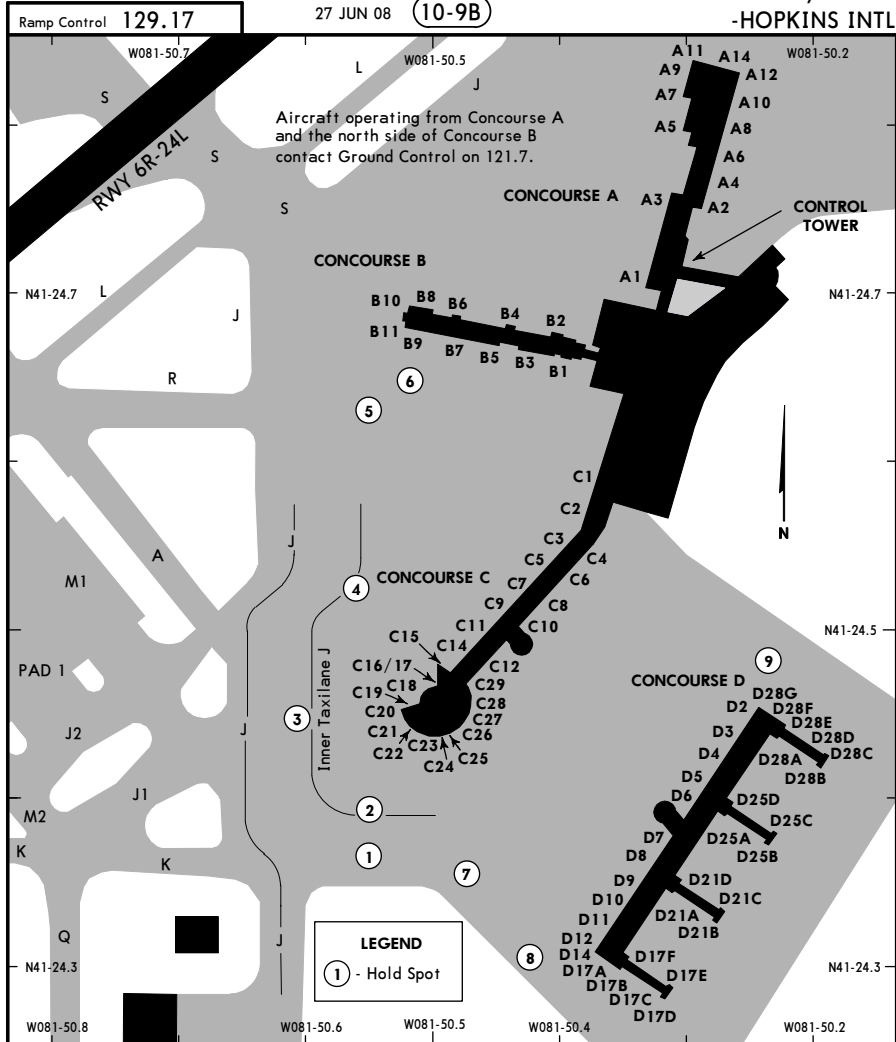 Ramp Control 129.17
27 JUN 08
10-9B
-HOPKINS INTL
W081-50.7
W081-50.5
W081-50.2
L
J
S
Aircraft operating from Concourse A
and the north side of Concourse B
contact Ground Control on 121.7.
RWY 6R-24L
S
S
A11
A14
A9
A12
A7
A10
A5
A8
A6
A4
A3
A2
CONCOURSE A
CONTROL
TOWER
CONCOURSE B
A1
N41-24.7
L
J
N41-24.7
B10
B8
B6
B4
B2
B11
B9
B7
B5
B3
B1
R
6
5
C1
C2
N
J
C3
A
C5
C4
M1
CONCOURSE C
C7
C6
4
C9
C8
C11
C10
N41-24.5
C15
C14
PAD 1
C16/17
C12
9
C18
C29
CONCOURSE D
C19
C28
D28G
C20
C27
D2
D28F
C21
C26
D3
D28E
C22
C23
C25
D28D
C24
D4
D28C
3
D28A
D28B
J2
J
Inner Taxilane J
D5
D6
D25D
J1
D25C
M2
2
D7
D25A
D25B
K
K
1
D8
7
D9
D21D
D10
D21C
D11
D21A
D21B
Q
J
LEGEND
1 - Hold Spot
8
D12
D14
D17F
D17A
D17E
D17B
D17C
D17D
N41-24.3
N41-24.3
W081-50.8
W081-50.6
W081-50.5
W081-50.4
W081-50.2